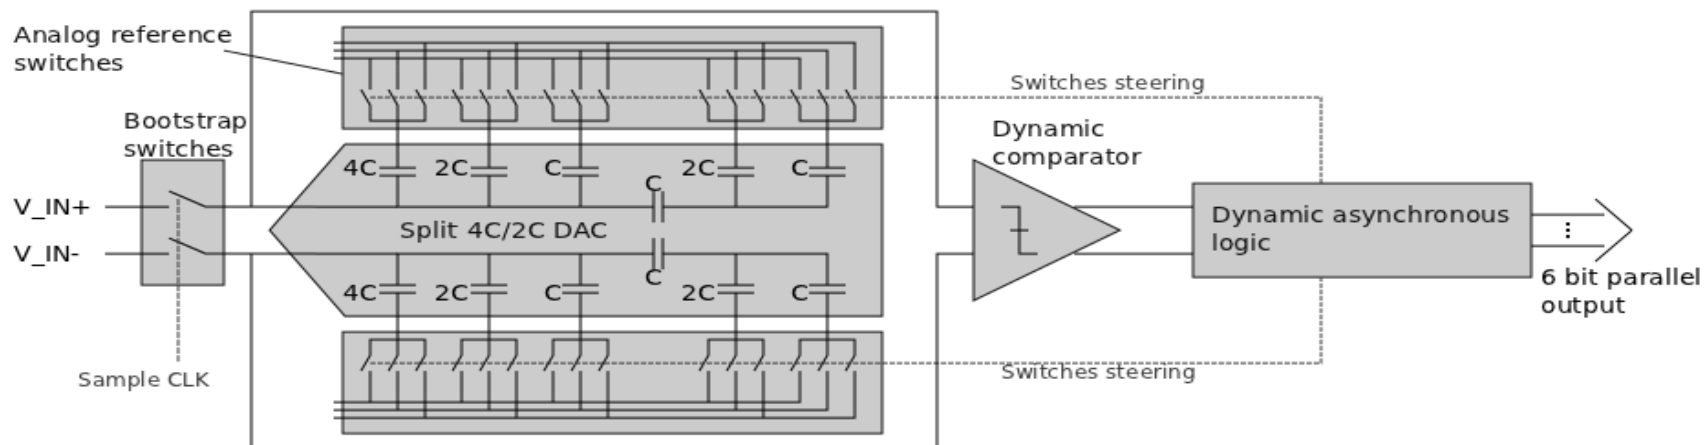 Analog reference
switches
Switches steering
Bootstrap
switches
Dynamic
comparator
4C 2C C 2C C
C
V_IN+
Split 4C/2C DAC
Dynamic asynchronous
logic
V_IN-
C
4C 2C C 2C C
6 bit parallel
output
Sample CLK
Switches steering